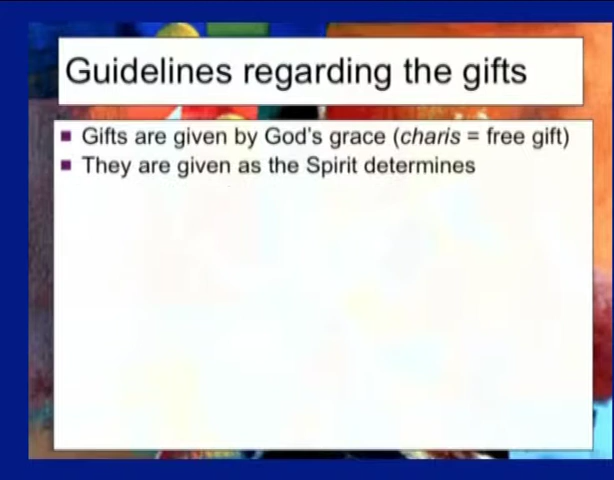 Guidelines regarding the gifts
Gifts are given by God's grace (charis = free gift)
They are given as the Spirit determines